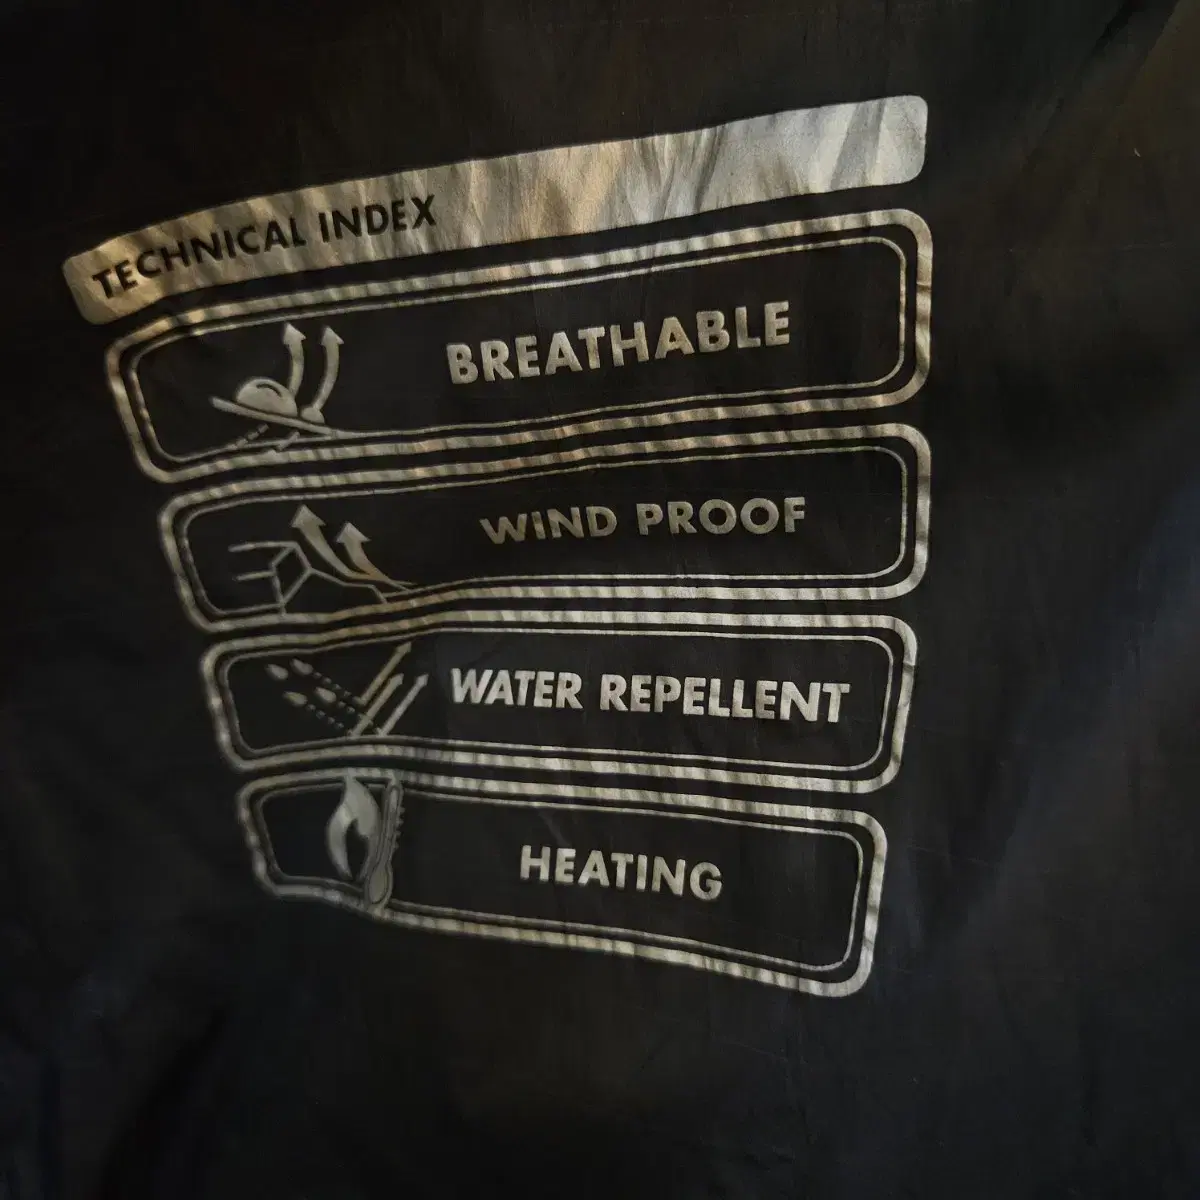 TECHNICAL INDEX
BREATHABLE
WIND PROOF
WATER REPELLENT
HEATING